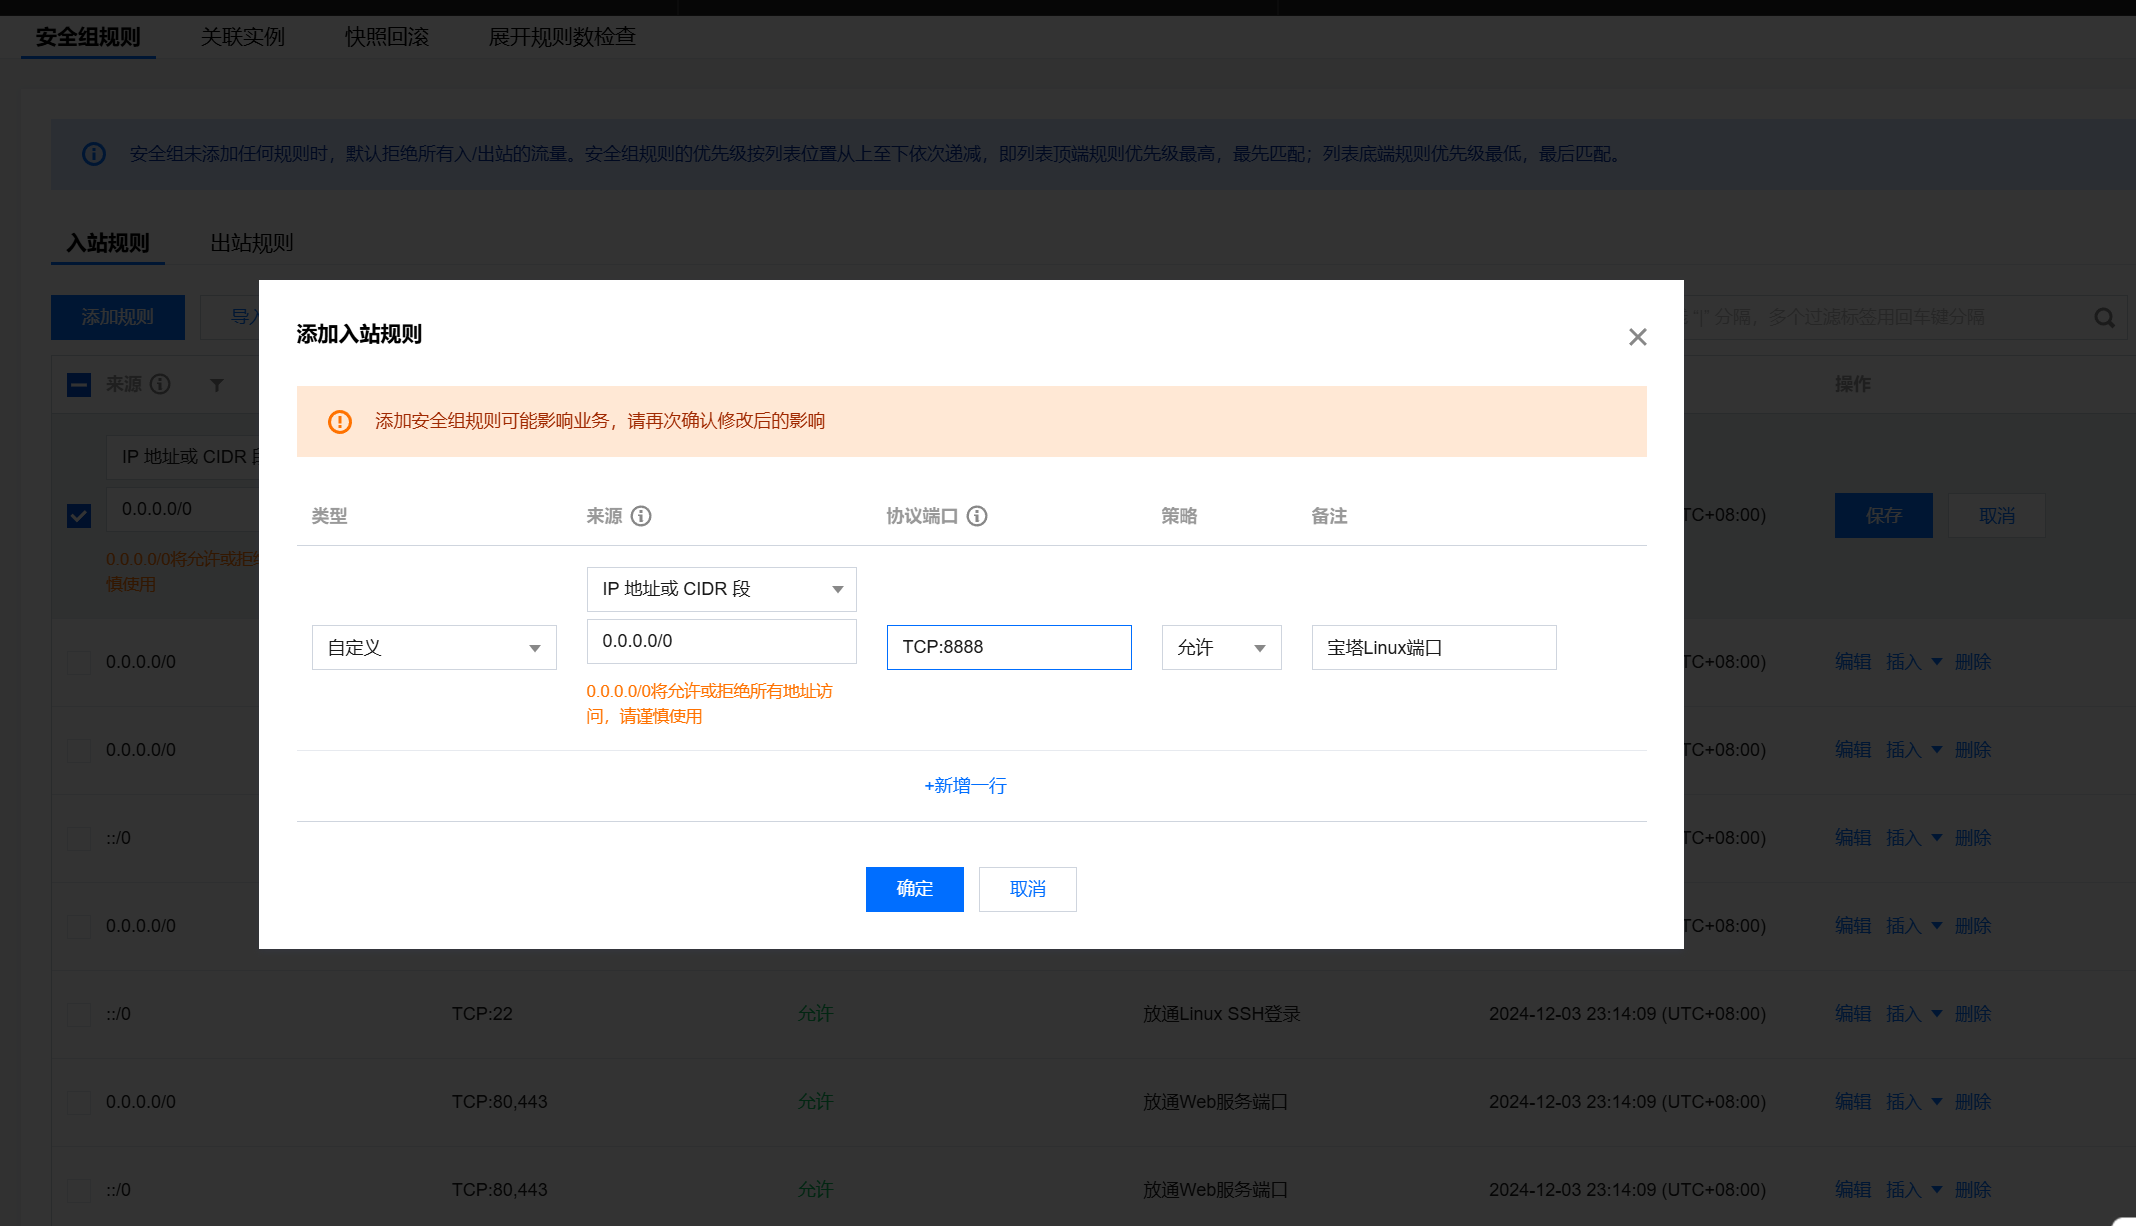 安全组规则 关联实例 快照回滚 展开规则数检查
安全组未添加任何规则时，默认拒绝所有入/出站的流量。安全组规则的优先级按列表位置从上至下依次递减，即列表顶端规则优先级最高，最先匹配；列表底端规则优先级最低，最后匹配。
入站规则 出站规则
添加规则 导入
"|" 分隔，多个过滤标签用回车键分隔
来源 操作
IP 地址或 CIDR 段
0.0.0.0/0
TC+08:00) 保存 取消
0.0.0.0/0将允许或拒绝
慎使用
添加入站规则
添加安全组规则可能影响业务，请再次确认修改后的影响
类型 来源 协议端口 策略 备注
IP 地址或 CIDR 段
自定义 0.0.0.0/0 TCP:8888 允许 宝塔Linux端口
0.0.0.0/0将允许或拒绝所有地址访
问，请谨慎使用
+新增一行
确定 取消
0.0.0.0/0 TC+08:00) 编辑 插入 删除
0.0.0.0/0 TC+08:00) 编辑 插入 删除
::/0 TC+08:00) 编辑 插入 删除
0.0.0.0/0 TC+08:00) 编辑 插入 删除
::/0 TCP:22 允许 放通Linux SSH登录 2024-12-03 23:14:09 (UTC+08:00) 编辑 插入 删除
0.0.0.0/0 TCP:80,443 允许 放通Web服务端口 2024-12-03 23:14:09 (UTC+08:00) 编辑 插入 删除
::/0 TCP:80,443 允许 放通Web服务端口 2024-12-03 23:14:09 (UTC+08:00) 编辑 插入 删除